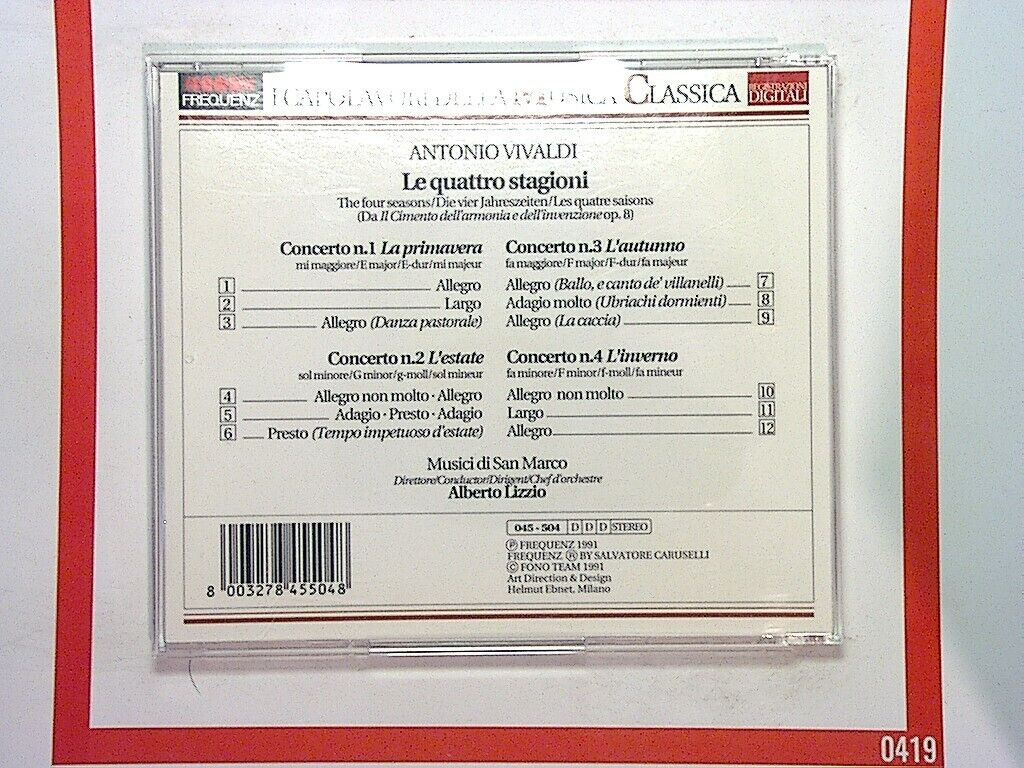 FREQUENZ I CAPOLAVORI DELLA MUSICA CLASSICA REGISTRAZIONI DIGITALI
ANTONIO VIVALDI
Le quattro stagioni
The four seasons/Die vier Jahreszeiten/Les quatre saisons
(Da Il Cimento dell'armonia e dell'invenzione op. 8)
Concerto n.1 La primavera
mi maggiore/E major/E-dur/mi majeur
1 Allegro
2 Largo
3 Allegro (Danza pastorale)
Concerto n.2 L'estate
sol minore/G minor/g-moll/sol mineur
4 Allegro non molto · Allegro
5 Adagio · Presto · Adagio
6 Presto (Tempo impetuoso d'estate)
Concerto n.3 L'autunno
fa maggiore/F major/F-dur/fa majeur
Allegro (Ballo, e canto de' villanelli) 7
Adagio molto (Ubriachi dormienti) 8
Allegro (La caccia) 9
Concerto n.4 L'inverno
fa minore/F minor/f-moll/fa mineur
Allegro non molto 10
Largo 11
Allegro 12
Musici di San Marco
Direttore/Conductor/Dirigent/Chef d'orchestre
Alberto Lizzio
8 003278 455048
045 - 504 D D D STEREO
Ⓟ FREQUENZ 1991
FREQUENZ Ⓡ BY SALVATORE CARUSELLI
© FONO TEAM 1991
Art Direction & Design
Helmut Ebnet, Milano
0419